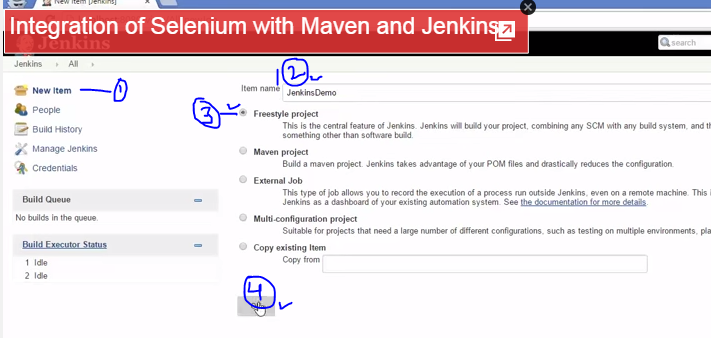 New Item [Jenkins]
Integration of Selenium with Maven and Jenkins
Jenkins
search
Jenkins All
New Item
1
People
Build History
Manage Jenkins
Credentials
Build Queue
No builds in the queue.
Build Executor Status
1 Idle
2 Idle
2
Item name JenkinsDemo
3
Freestyle project
This is the central feature of Jenkins. Jenkins will build your project, combining any SCM with any build system, and th
something other than software build.
Maven project
Build a maven project. Jenkins takes advantage of your POM files and drastically reduces the configuration.
External Job
This type of job allows you to record the execution of a process run outside Jenkins, even on a remote machine. This i
Jenkins as a dashboard of your existing automation system. See the documentation for more details.
Multi-configuration project
Suitable for projects that need a large number of different configurations, such as testing on multiple environments, pla
Copy existing Item
Copy from
4